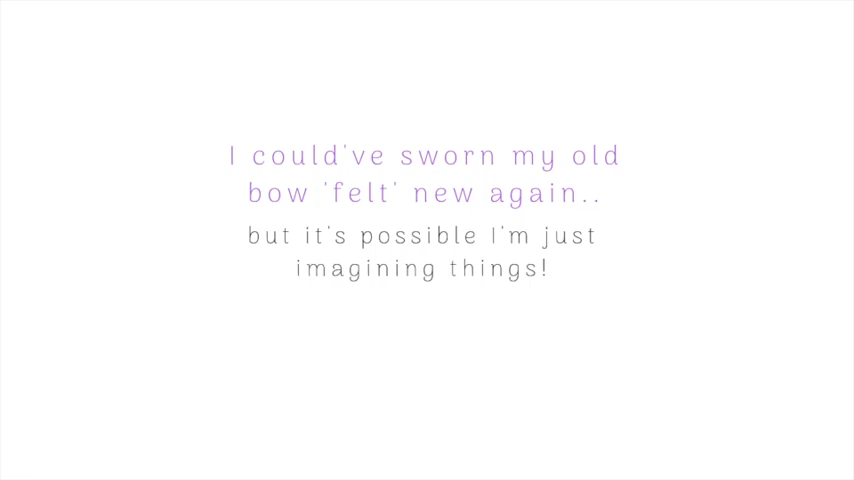 I could've sworn my old
bow 'felt' new again..
but it's possible I'm just
imagining things!